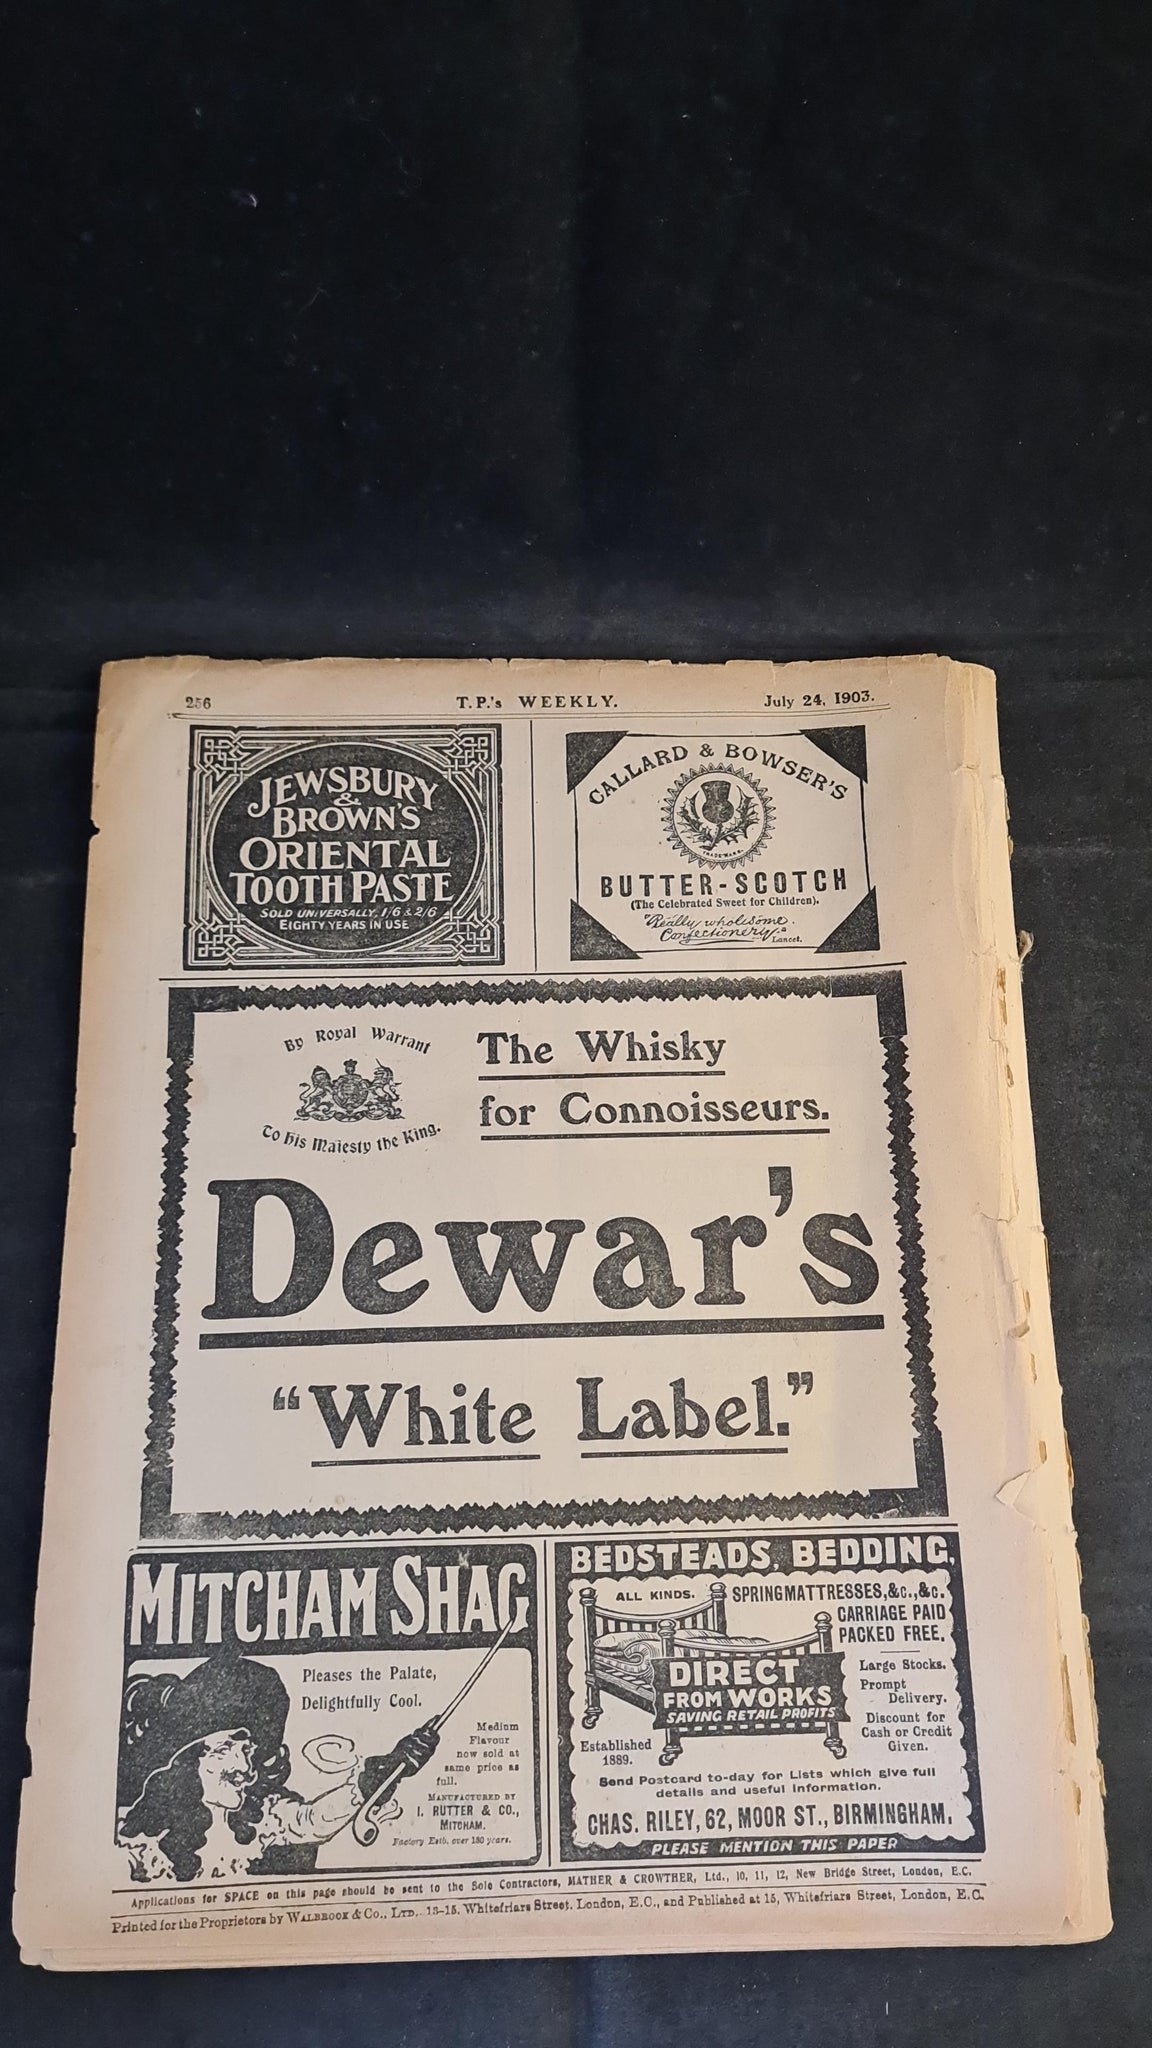 256 T.P.'s WEEKLY. July 24, 1903.
JEWSBURY
&
BROWN'S
ORIENTAL
TOOTH PASTE
SOLD UNIVERSALLY, 1/6 & 2/6
EIGHTY YEARS IN USE
CALLARD & BOWSER'S
TRADE MARK.
BUTTER-SCOTCH
(The Celebrated Sweet for Children).
"Really wholesome
Confectionery."
Lancet.
By Royal Warrant
To His Majesty the King.
The Whisky
for Connoisseurs.
Dewar's
"White Label."
MITCHAM SHAG
Pleases the Palate,
Delightfully Cool.
Medium
Flavour
now sold at
same price as
full.
MANUFACTURED BY
I. RUTTER & CO.,
MITCHAM.
Factory Estb. over 180 years.
BEDSTEADS, BEDDING,
ALL KINDS. SPRING MATTRESSES, &c., &c.
CARRIAGE PAID
PACKED FREE.
DIRECT
FROM WORKS
SAVING RETAIL PROFITS
Large Stocks.
Prompt
Delivery.
Discount for
Cash or Credit
Given.
Established
1889.
Send Postcard to-day for Lists which give full
details and useful information.
CHAS. RILEY, 62, MOOR ST., BIRMINGHAM,
PLEASE MENTION THIS PAPER
Applications for SPACE on this page should be sent to the Sole Contractors, MATHER & CROWTHER, Ltd., 10, 11, 12, New Bridge Street, London, E.C.
Printed for the Proprietors by WALBROOK & Co., LTD., 13-15, Whitefriars Street, London, E.C., and Published at 15, Whitefriars Street, London, E.C.